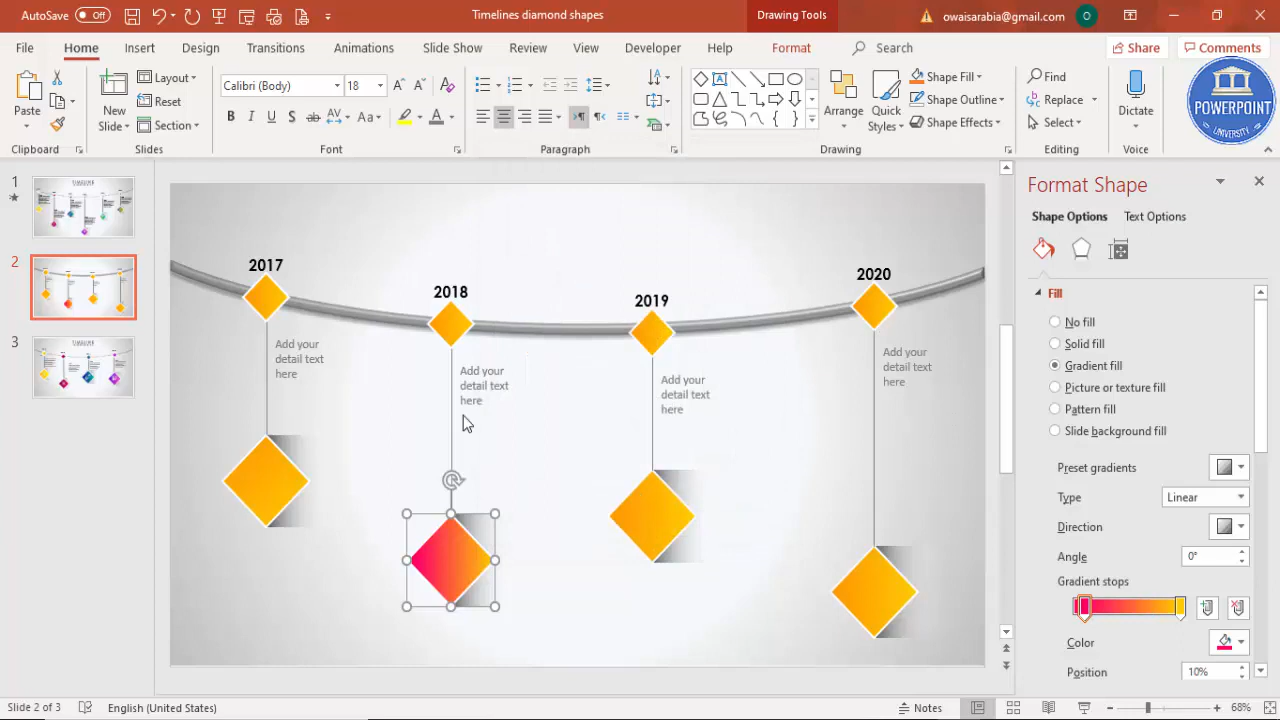 AutoSave Off
Timelines diamond shapes
Drawing Tools
owaisarabia@gmail.com
O
File Home Insert Design Transitions Animations Slide Show Review View Developer Help Format Search
Share Comments
Paste
New
Slide
Layout
Reset
Section
Calibri (Body) 18
B I U S ab AV Aa
A
Arrange
Quick
Styles
Shape Fill
Shape Outline
Shape Effects
Find
Replace
Select
Dictate
POWERPOINT
UNIVERSITY
Clipboard Slides Font Paragraph Drawing Editing Voice
1
2
3
2017
2018
2019
2020
Add your
detail text
here
Add your
detail text
here
Add your
detail text
here
Add your
detail text
here
Format Shape
Shape Options Text Options
Fill
No fill
Solid fill
Gradient fill
Picture or texture fill
Pattern fill
Slide background fill
Preset gradients
Type Linear
Direction
Angle 0°
Gradient stops
Color
Position 10%
Slide 2 of 3 English (United States) Notes 68%